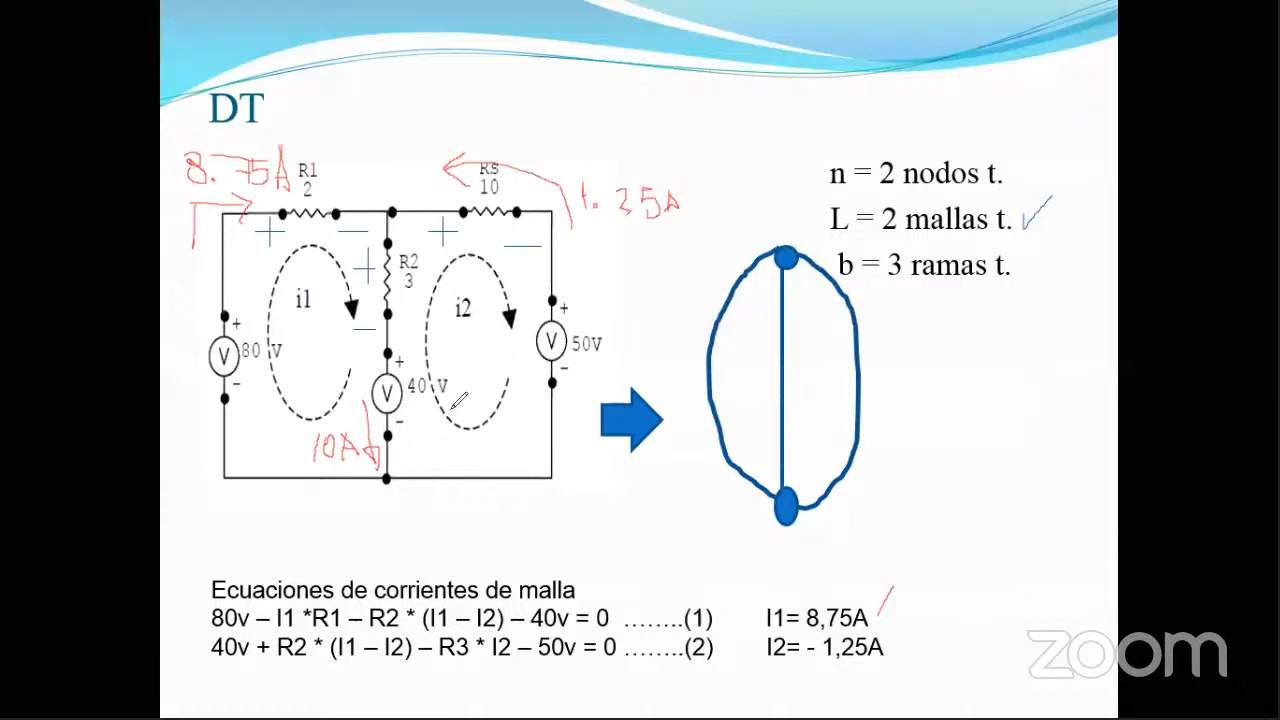 DT
8.75A
R1
2
Rs
10
1.25A
n = 2 nodos t.
L = 2 mallas t.
b = 3 ramas t.
+ - + -
+
R2
3
-
i1
i2
+
V
80 V
-
+
V
40 V
-
+
V
50V
-
10A
Ecuaciones de corrientes de malla
80v – I1 *R1 – R2 * (I1 – I2) – 40v = 0 ……..(1) I1= 8,75A
40v + R2 * (I1 – I2) – R3 * I2 – 50v = 0 ……..(2) I2= - 1,25A
zoom